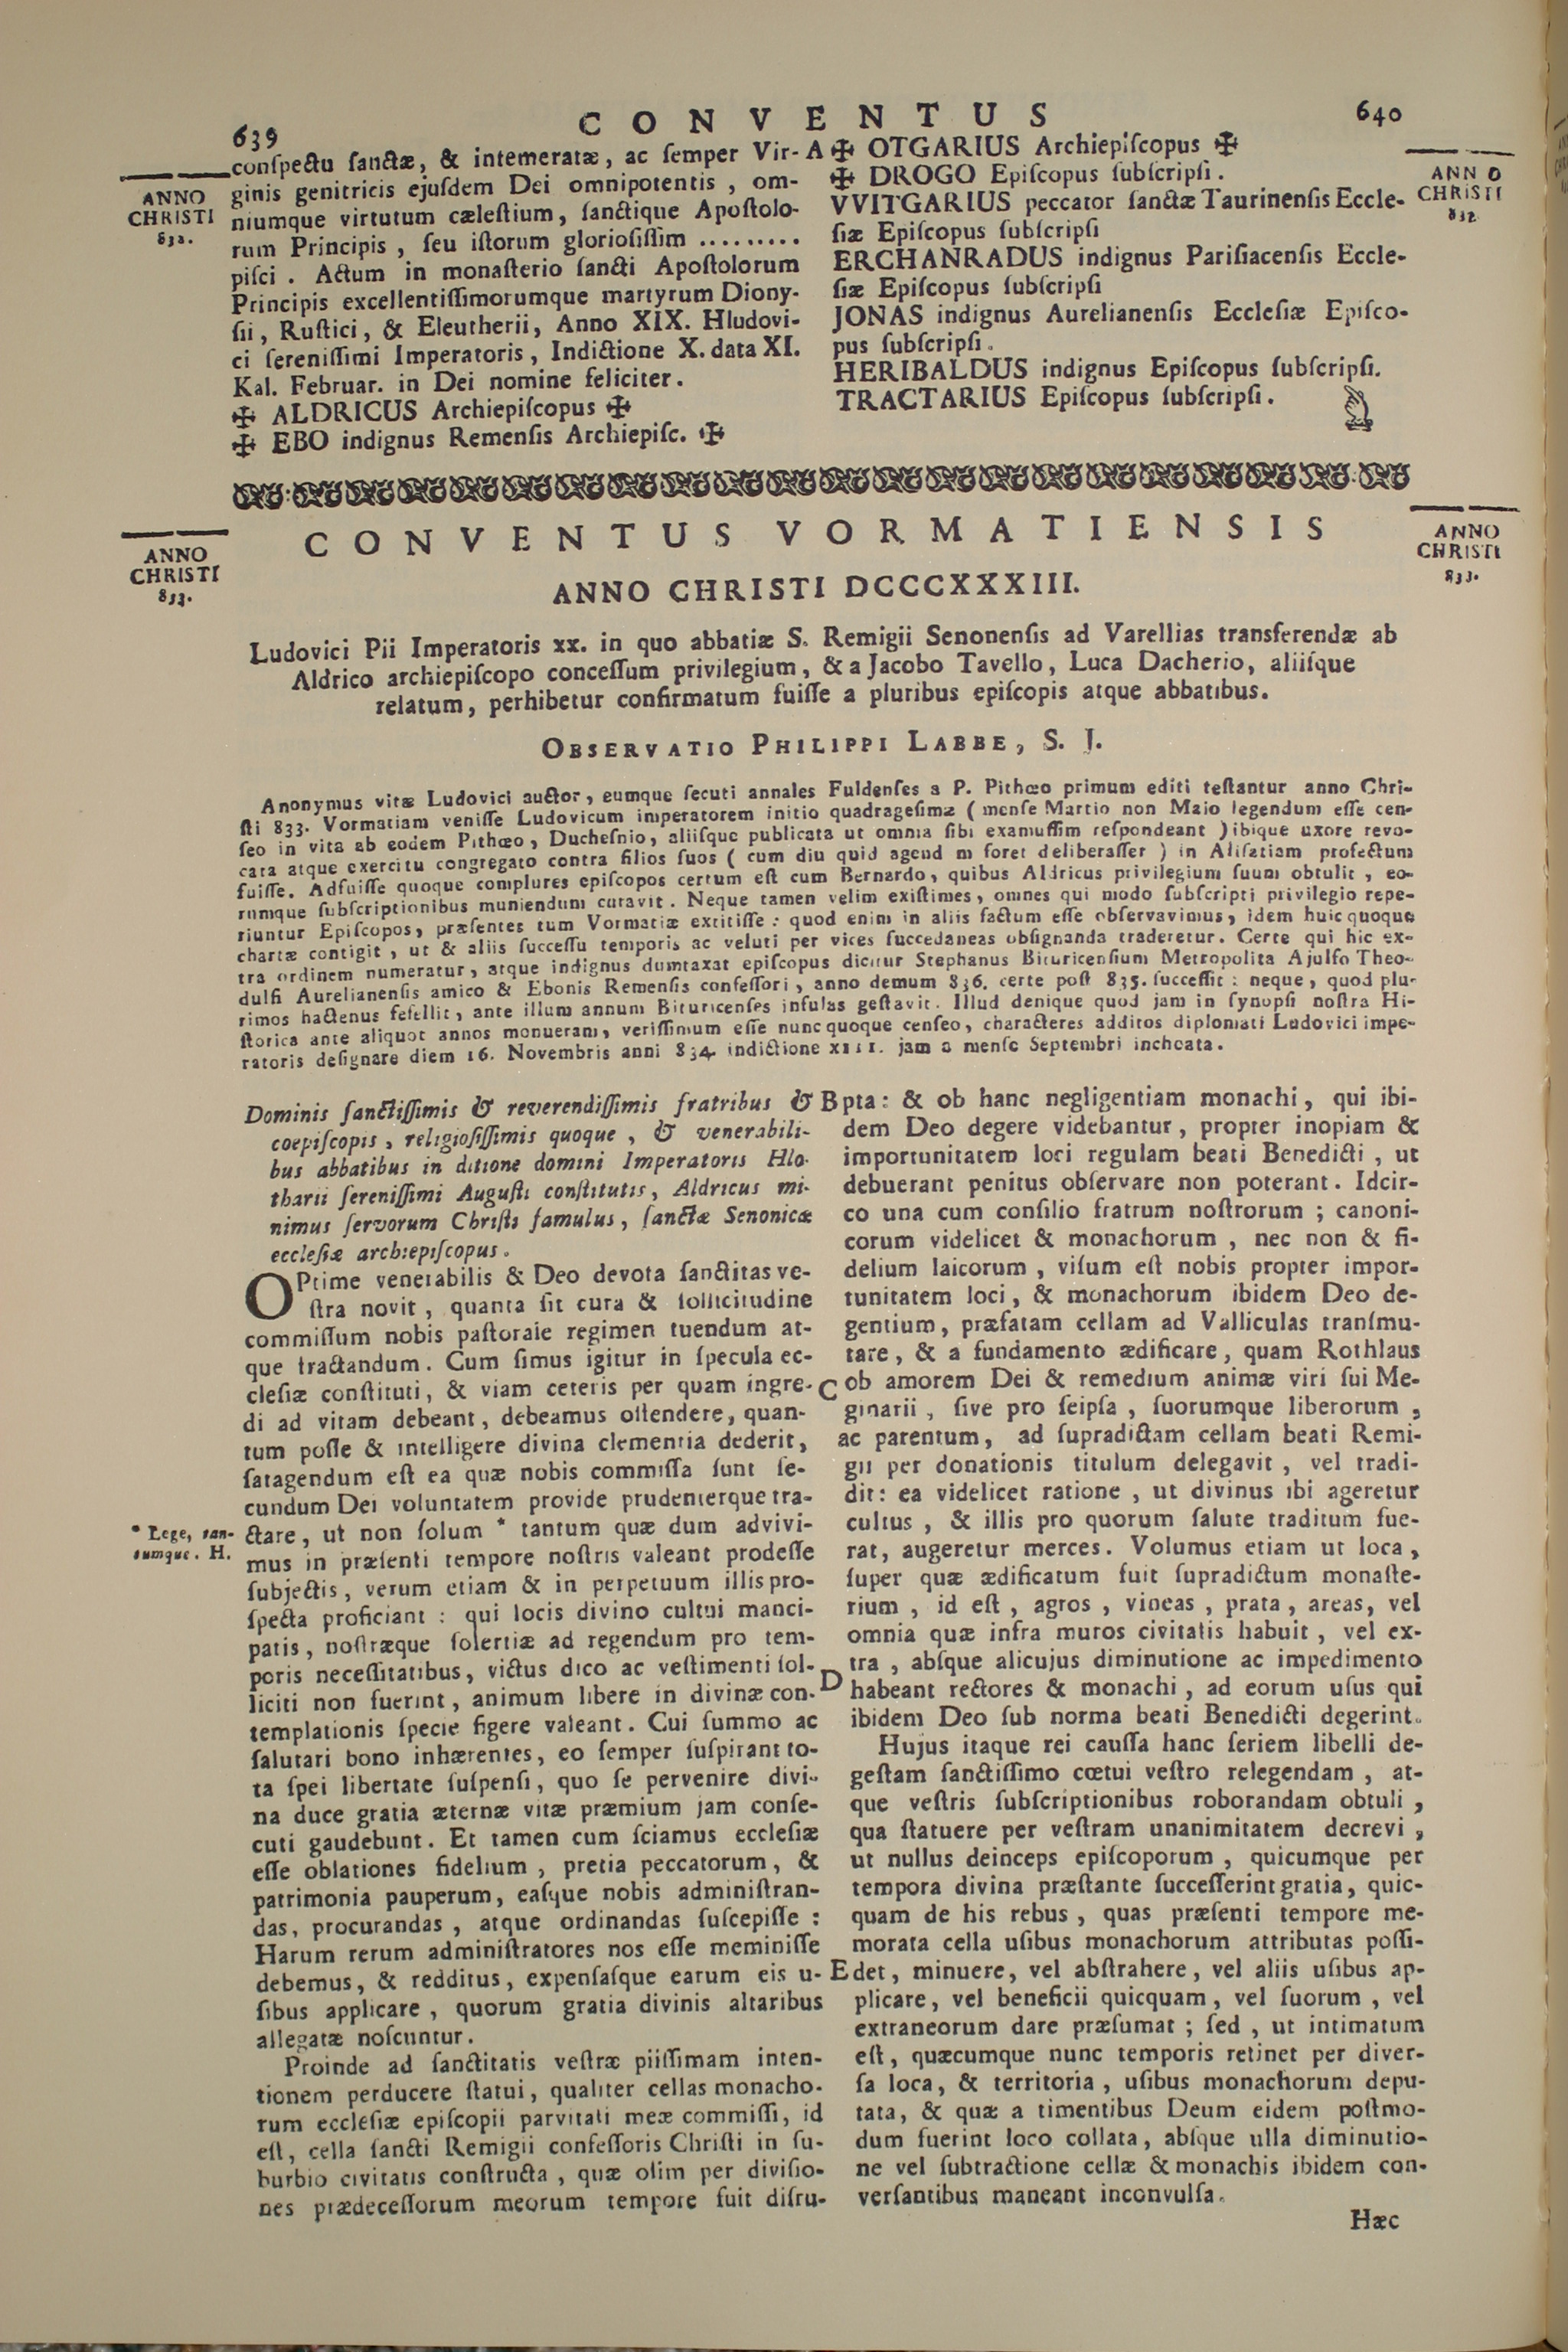 639
CONVENTUS
640
ANNO
CHRISTI
832.
conſpectu ſanctæ, & intemeratæ, ac ſemper Vir-
ginis genitricis ejuſdem Dei omnipotentis, om-
niumque virtutum cæleſtium, ſanctique Apoſtolo-
rum Principis, ſeu iſtorum glorioſiſſim .........
piſci. Actum in monaſterio ſancti Apoſtolorum
Principis excellentiſſimorumque martyrum Diony-
ſii, Ruſtici, & Eleutherii, Anno XIX. Hludovi-
ci ſereniſſimi Imperatoris, Indictione X. data XI.
Kal. Februar. in Dei nomine feliciter.
✠ ALDRICUS Archiepiſcopus ✠
✠ EBO indignus Remenſis Archiepiſc. ✠
A
✠ OTGARIUS Archiepiſcopus ✠
✠ DROGO Epiſcopus ſubſcripſi.
VVITGARIUS peccator ſanctæ Taurinenſis Eccle-
ſiæ Epiſcopus ſubſcripſi
ERCHANRADUS indignus Pariſiacenſis Eccle-
ſiæ Epiſcopus ſubſcripſi
JONAS indignus Aurelianenſis Eccleſiæ Epiſco-
pus ſubſcripſi.
HERIBALDUS indignus Epiſcopus ſubſcripſi.
TRACTARIUS Epiſcopus ſubſcripſi.
ANNO
CHRISTI
832
ANNO
CHRISTI
833.
CONVENTUS VORMATIENSIS
ANNO
CHRISTI
833.
ANNO CHRISTI DCCCXXXIII.
Ludovici Pii Imperatoris xx. in quo abbatiæ S. Remigii Senonenſis ad Varellias transferendæ ab
Aldrico archiepiſcopo conceſſum privilegium, & a Jacobo Tavello, Luca Dacherio, aliiſque
relatum, perhibetur confirmatum fuiſſe a pluribus epiſcopis atque abbatibus.
OBSERVATIO PHILIPPI LABBE, S. J.
Anonymus vitæ Ludovici auctor, eumque ſecuti annales Fuldenſes a P. Pithœo primum editi teſtantur anno Chri-
ſti 833. Vormatiam veniſſe Ludovicum imperatorem initio quadrageſimæ (menſe Martio non Maio legendum eſſe cen-
ſeo in vita ab eodem Pithœo, Ducheſnio, aliiſque publicata ut omnia ſibi examuſſim reſpondeant) ibique uxore revo-
cata atque exercitu congregato contra filios ſuos (cum diu quid agend m foret deliberaſſer) in Aliſatiam profectum
fuiſſe. Adfuiſſe quoque complures epiſcopos certum eſt cum Bernardo, quibus Aldricus privilegium ſuum obtulit, eo-
rumque ſubſcriptionibus muniendum curavit. Neque tamen velim exiſtimes, omnes qui modo ſubſcripti privilegio repe-
riuntur Epiſcopos, præſentes tum Vormatiæ extitiſſe: quod enim in aliis factum eſſe obſervavimus, idem huic quoque
chartæ contigit, ut & aliis ſucceſſu temporis ac veluti per vices ſuccedaneas obſignanda traderetur. Certe qui hic ex-
tra ordinem numeratur, atque indignus dumtaxat epiſcopus dicitur Stephanus Bituricenſium Metropolita Ajulfo Theo-
dulfi Aurelianenſis amico & Ebonis Remenſis confeſſori, anno demum 836. certe poſt 835. ſucceſſit: neque, quod plu-
rimos hactenus fefellit, ante illum annum Bituricenſes infulas geſtavit. Illud denique quod jam in ſynopſi noſtra Hi-
ſtorica ante aliquot annos monueram, veriſſimum eſſe nunc quoque cenſeo, characteres additos diplomati Ludovici impe-
ratoris deſignare diem 16. Novembris anni 834. indictione XIII. jam a menſe Septembri inchoata.
Dominis ſanctiſſimis & reverendiſſimis fratribus &
coepiſcopis, religioſiſſimis quoque, & venerabili-
bus abbatibus in ditione domini Imperatoris Hlo-
tharii ſereniſſimi Auguſti conſtitutis, Aldricus mi-
nimus ſervorum Chriſti famulus, ſanctæ Senonicæ
eccleſiæ archiepiſcopus.
OPtime venerabilis & Deo devota ſanctitas ve-
ſtra novit, quanta ſit cura & ſollicitudine
commiſſum nobis paſtorale regimen tuendum at-
que tractandum. Cum ſimus igitur in ſpecula ec-
cleſiæ conſtituti, & viam ceteris per quam ingre-
di ad vitam debeant, debeamus oſtendere, quan-
tum poſſe & intelligere divina clementia dederit,
ſatagendum eſt ea quæ nobis commiſſa ſunt ſe-
cundum Dei voluntatem provide prudenterque tra-
* Lege, tan-
tumque. H.
ctare, ut non ſolum * tantum quæ dum advivi-
mus in præſenti tempore noſtris valeant prodeſſe
ſubjectis, verum etiam & in perpetuum illis pro-
ſpecta proficiant: qui locis divino cultui manci-
patis, noſtræque ſolertiæ ad regendum pro tem-
poris neceſſitatibus, victus dico ac veſtimenti ſol-
liciti non fuerint, animum libere in divinæ con-
templationis ſpecie figere valeant. Cui ſummo ac
ſalutari bono inhærentes, eo ſemper ſuſpirant to-
ta ſpei libertate ſuſpenſi, quo ſe pervenire divi-
na duce gratia æternæ vitæ præmium jam conſe-
cuti gaudebunt. Et tamen cum ſciamus eccleſiæ
eſſe oblationes fidelium, pretia peccatorum, &
patrimonia pauperum, eaſque nobis adminiſtran-
das, procurandas, atque ordinandas ſuſcepiſſe:
Harum rerum adminiſtratores nos eſſe meminiſſe
debemus, & redditus, expenſaſque earum eis u-
ſibus applicare, quorum gratia divinis altaribus
allegatæ noſcuntur.
Proinde ad ſanctitatis veſtræ piiſſimam inten-
tionem perducere ſtatui, qualiter cellas monacho-
rum eccleſiæ epiſcopii parvitati meæ commiſſi, id
eſt, cella ſancti Remigii confeſſoris Chriſti in ſu-
burbio civitatis conſtructa, quæ olim per diviſio-
nes prædeceſſorum meorum tempore fuit diſru-
B
C
D
E
pta: & ob hanc negligentiam monachi, qui ibi-
dem Deo degere videbantur, propter inopiam &
importunitatem loci regulam beati Benedicti, ut
debuerant penitus obſervare non poterant. Idcir-
co una cum conſilio fratrum noſtrorum; canoni-
corum videlicet & monachorum, nec non & fi-
delium laicorum, viſum eſt nobis propter impor-
tunitatem loci, & monachorum ibidem Deo de-
gentium, præfatam cellam ad Valliculas tranſmu-
tare, & a fundamento ædificare, quam Rothlaus
ob amorem Dei & remedium animæ viri ſui Me-
ginarii, ſive pro ſeipſa, ſuorumque liberorum,
ac parentum, ad ſupradictam cellam beati Remi-
gii per donationis titulum delegavit, vel tradi-
dit: ea videlicet ratione, ut divinus ibi ageretur
cultus, & illis pro quorum ſalute traditum fue-
rat, augeretur merces. Volumus etiam ut loca,
ſuper quæ ædificatum fuit ſupradictum monaſte-
rium, id eſt, agros, vineas, prata, areas, vel
omnia quæ infra muros civitatis habuit, vel ex-
tra, abſque alicujus diminutione ac impedimento
habeant rectores & monachi, ad eorum uſus qui
ibidem Deo ſub norma beati Benedicti degerint.
Hujus itaque rei cauſſa hanc ſeriem libelli de-
geſtam ſanctiſſimo cœtui veſtro relegendam, at-
que veſtris ſubſcriptionibus roborandam obtuli,
qua ſtatuere per veſtram unanimitatem decrevi,
ut nullus deinceps epiſcoporum, quicumque per
tempora divina præſtante ſucceſſerint gratia, quic-
quam de his rebus, quas præſenti tempore me-
morata cella uſibus monachorum attributas poſſi-
det, minuere, vel abſtrahere, vel aliis uſibus ap-
plicare, vel beneficii quicquam, vel ſuorum, vel
extraneorum dare præſumat; ſed, ut intimatum
eſt, quæcumque nunc temporis retinet per diver-
ſa loca, & territoria, uſibus monachorum depu-
tata, & quæ a timentibus Deum eidem poſtmo-
dum fuerint loco collata, abſque ulla diminutio-
ne vel ſubtractione cellæ & monachis ibidem con-
verſantibus maneant inconvulſa.
Hæc